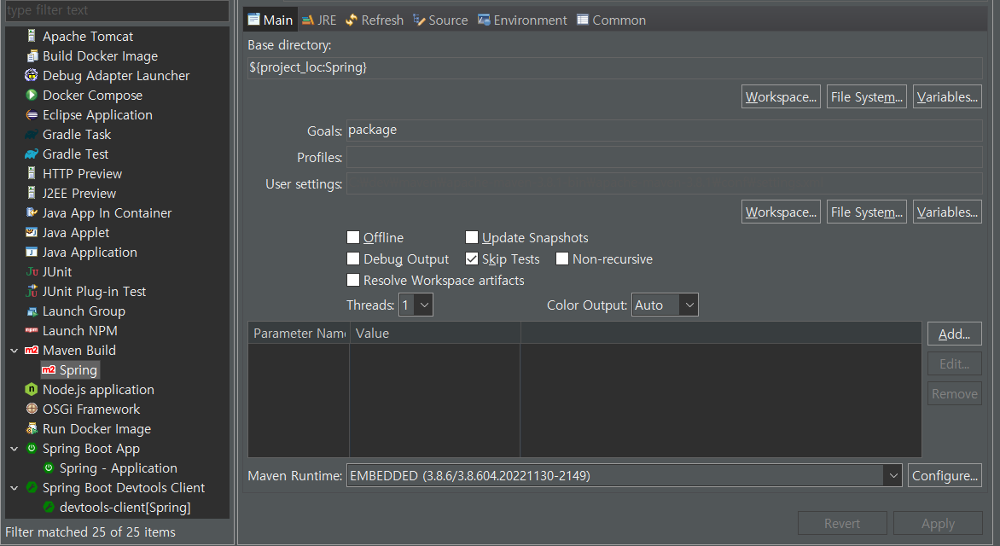 type filter text
Apache Tomcat
Build Docker Image
Debug Adapter Launcher
Docker Compose
Eclipse Application
Gradle Task
Gradle Test
HTTP Preview
J2EE Preview
Java App In Container
Java Applet
Java Application
JUnit
JUnit Plug-in Test
Launch Group
Launch NPM
Maven Build
Spring
Node.js application
OSGi Framework
Run Docker Image
Spring Boot App
Spring - Application
Spring Boot Devtools Client
devtools-client[Spring]
Filter matched 25 of 25 items
Main JRE Refresh Source Environment Common
Base directory:
${project_loc:Spring}
Workspace... File System... Variables...
Goals: package
Profiles:
User settings:
Workspace... File System... Variables...
Offline Update Snapshots
Debug Output Skip Tests Non-recursive
Resolve Workspace artifacts
Threads: 1 Color Output: Auto
Parameter Name Value
Add...
Edit...
Remove
Maven Runtime: EMBEDDED (3.8.6/3.8.604.20221130-2149) Configure...
Revert Apply